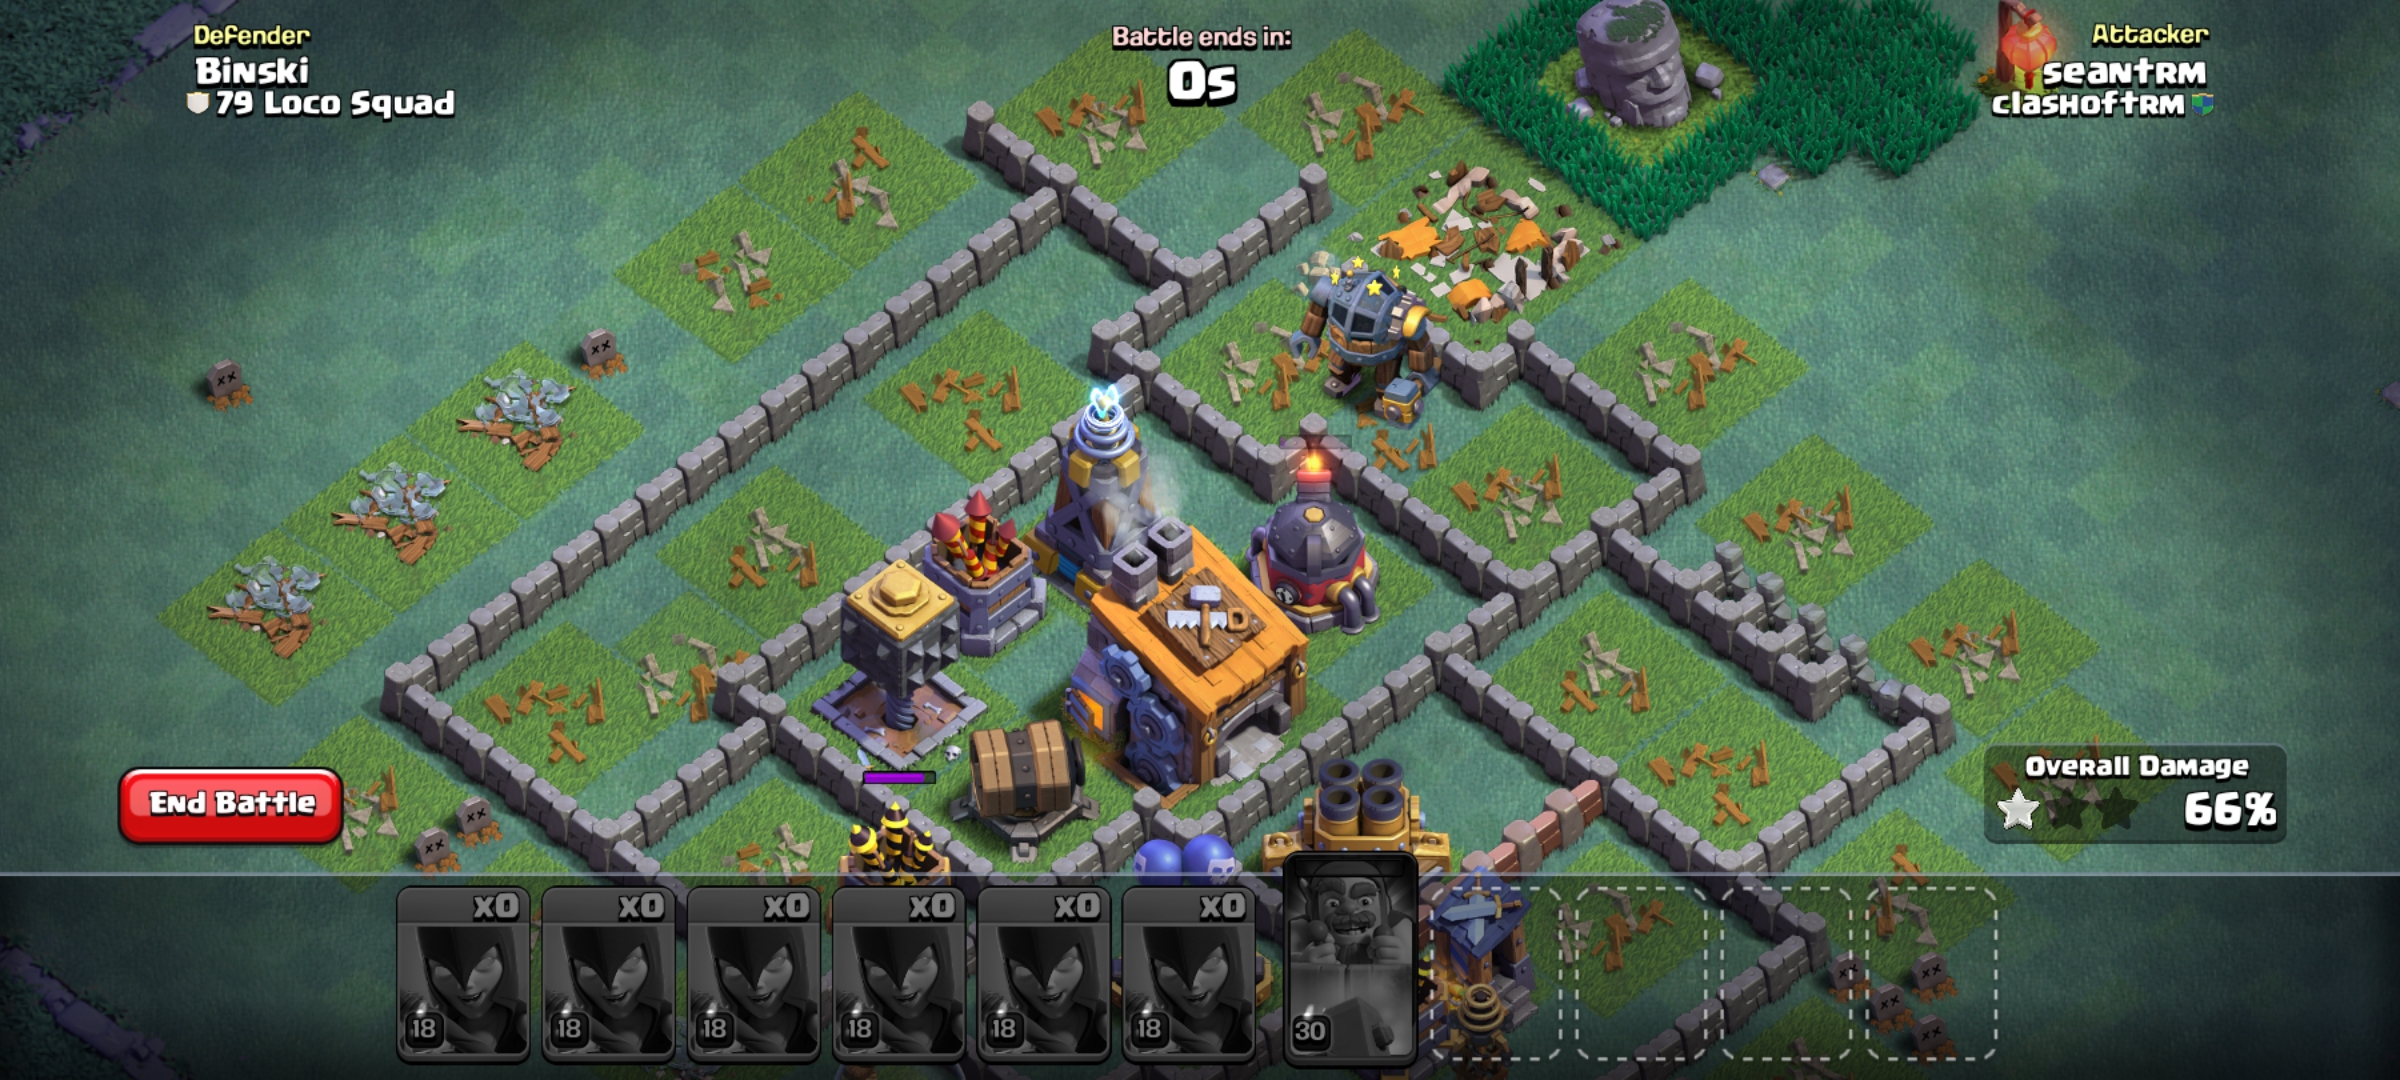 Defender
Binski
79 Loco Squad
Battle ends in:
0s
Attacker
seantRM
clashoftRM
End Battle
Overall Damage
66%
x0 x0 x0 x0 x0 x0
18 18 18 18 18 18 30